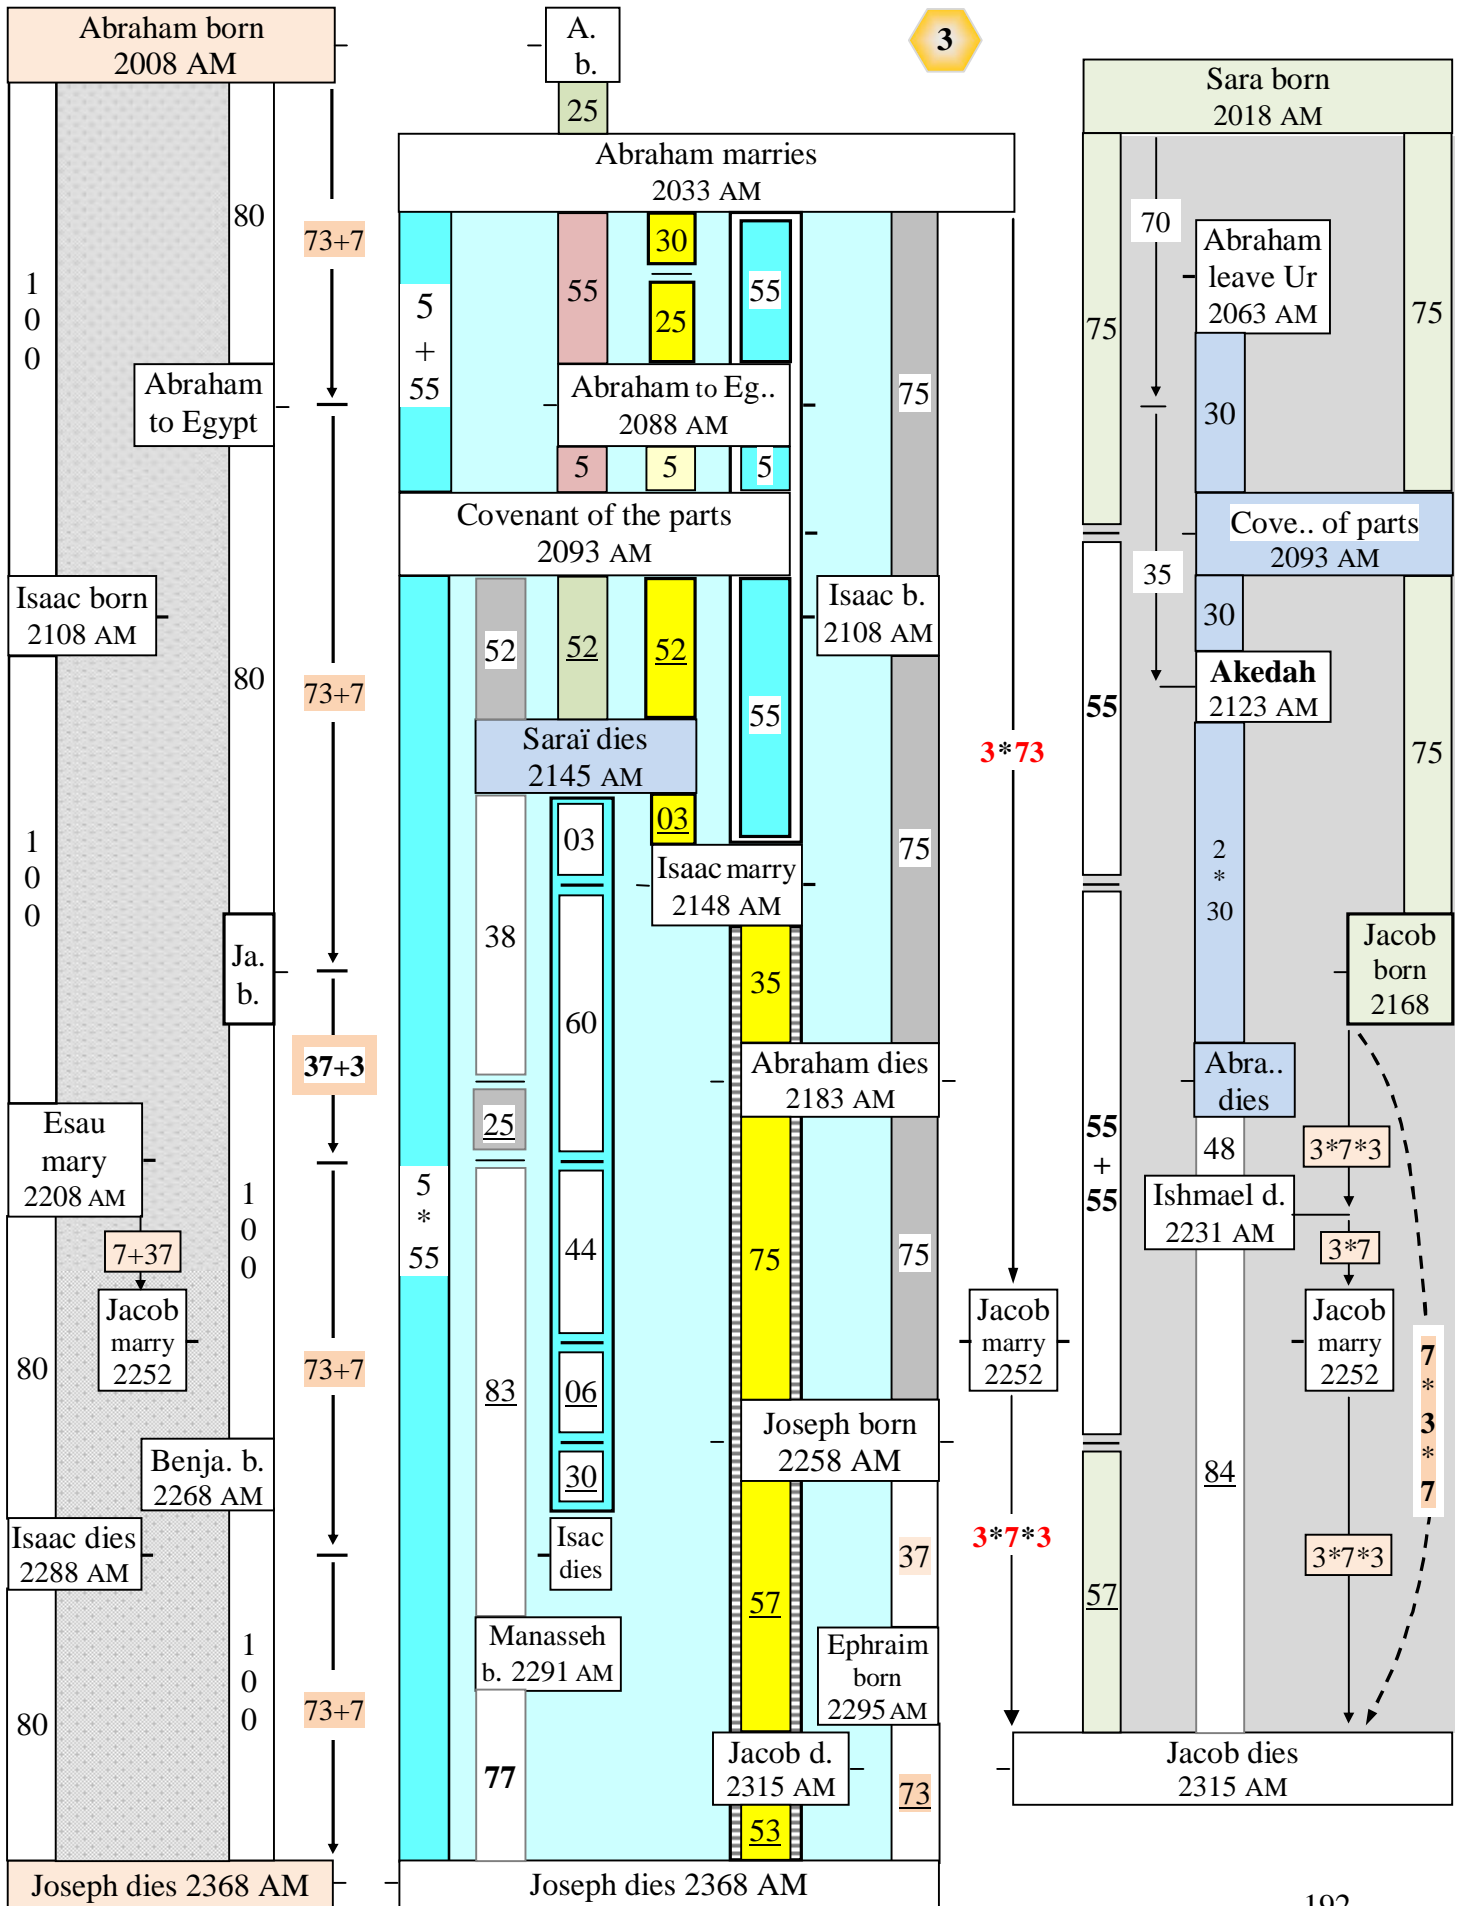 Abraham born
2008 AM
A.
b.
3
Sara born
2018 AM
25
Abraham marries
2033 AM
1
0
0
80
73+7
5
+
55
55
30
25
55
75
75
70
Abraham
leave Ur
2063 AM
75
Abraham
to Egypt
Abraham to Eg..
2088 AM
30
5
5
5
Covenant of the parts
2093 AM
Cove.. of parts
2093 AM
35
Isaac born
2108 AM
52
52
52
55
Isaac b.
2108 AM
30
80
73+7
Akedah
2123 AM
55
Saraï dies
2145 AM
3*73
75
1
0
0
03
03
75
Isaac marry
2148 AM
2
*
30
38
Ja.
b.
Jacob
born
2168
35
60
37+3
Abraham dies
2183 AM
Abra..
dies
Esau
mary
2208 AM
25
55
+
55
48
3*7*3
5
*
55
1
0
0
Ishmael d.
2231 AM
7+37
44
75
75
3*7
Jacob
marry
2252
Jacob
marry
2252
Jacob
marry
2252
80
73+7
83
06
7
*
3
*
7
Joseph born
2258 AM
Benja. b.
2268 AM
30
84
Isaac dies
2288 AM
Isac
dies
37
3*7*3
3*7*3
57
57
Manasseh
b. 2291 AM
Ephraim
born
2295 AM
1
0
0
80
73+7
Jacob d.
2315 AM
Jacob dies
2315 AM
77
73
53
Joseph dies 2368 AM
Joseph dies 2368 AM
192